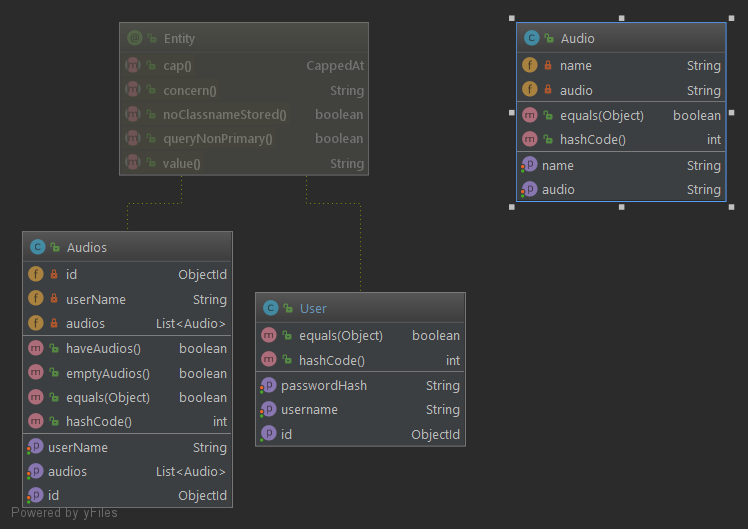 Entity
cap() CappedAt
concern() String
noClassnameStored() boolean
queryNonPrimary() boolean
value() String
Audio
name String
audio String
equals(Object) boolean
hashCode() int
name String
audio String
Audios
id ObjectId
userName String
audios List<Audio>
haveAudios() boolean
emptyAudios() boolean
equals(Object) boolean
hashCode() int
userName String
audios List<Audio>
id ObjectId
User
equals(Object) boolean
hashCode() int
passwordHash String
username String
id ObjectId
Powered by yFiles